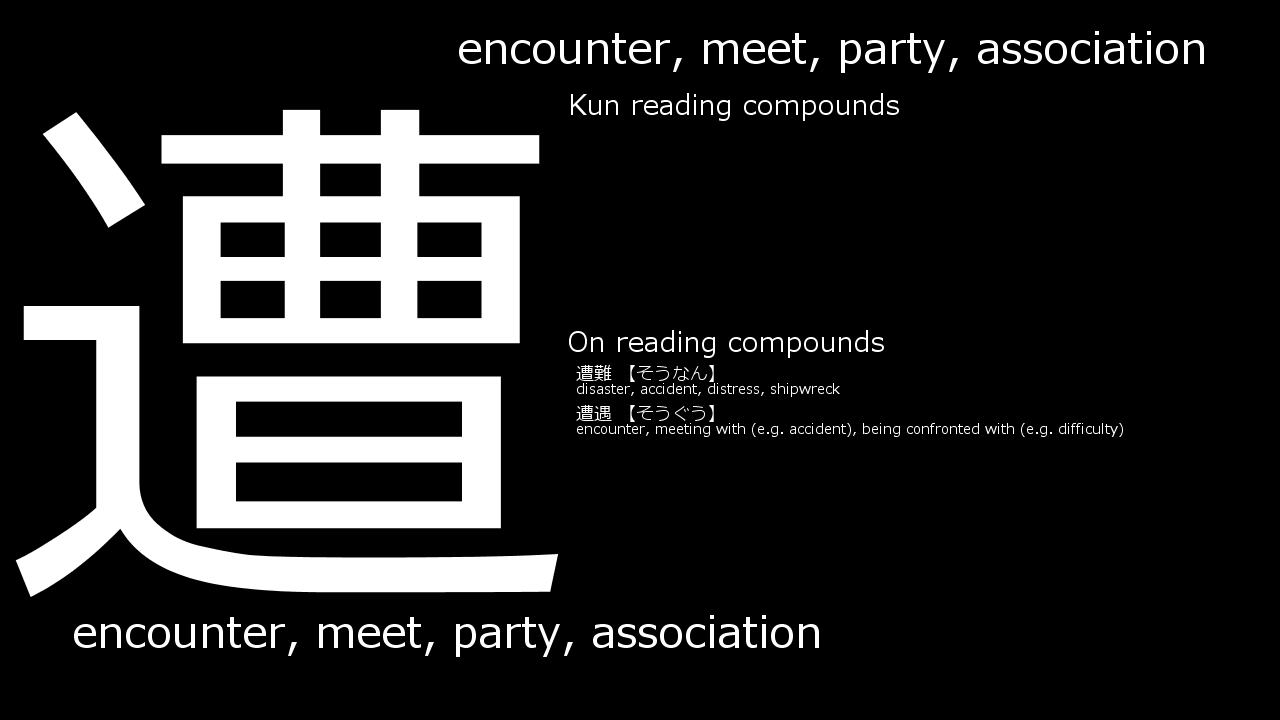 encounter, meet, party, association
Kun reading compounds
遭
On reading compounds
遭難 【そうなん】
disaster, accident, distress, shipwreck
遭遇 【そうぐう】
encounter, meeting with (e.g. accident), being confronted with (e.g. difficulty)
encounter, meet, party, association